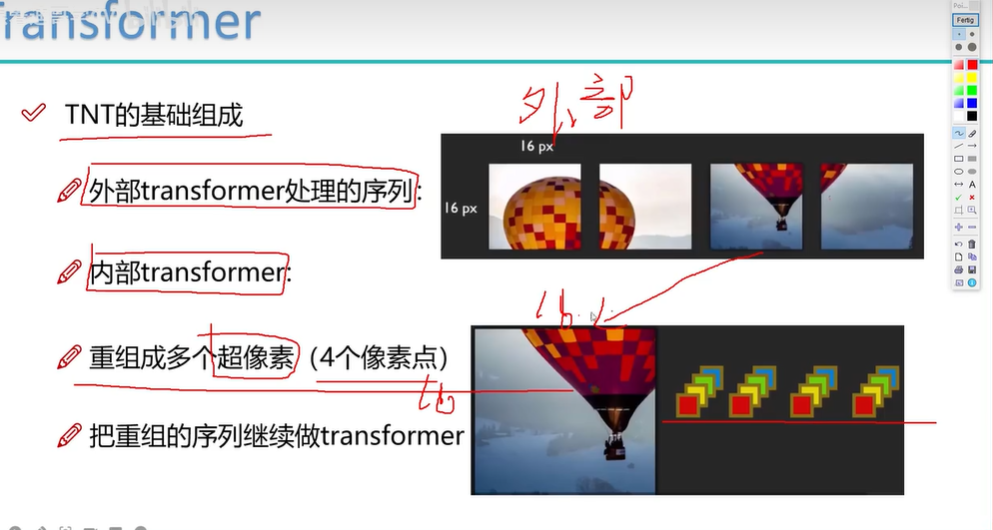 Transformer
TNT的基础组成
外部
16 px
外部transformer处理的序列:
16 px
内部transformer:
重组成多个超像素（4个像素点）
把重组的序列继续做transformer
Fertig
A